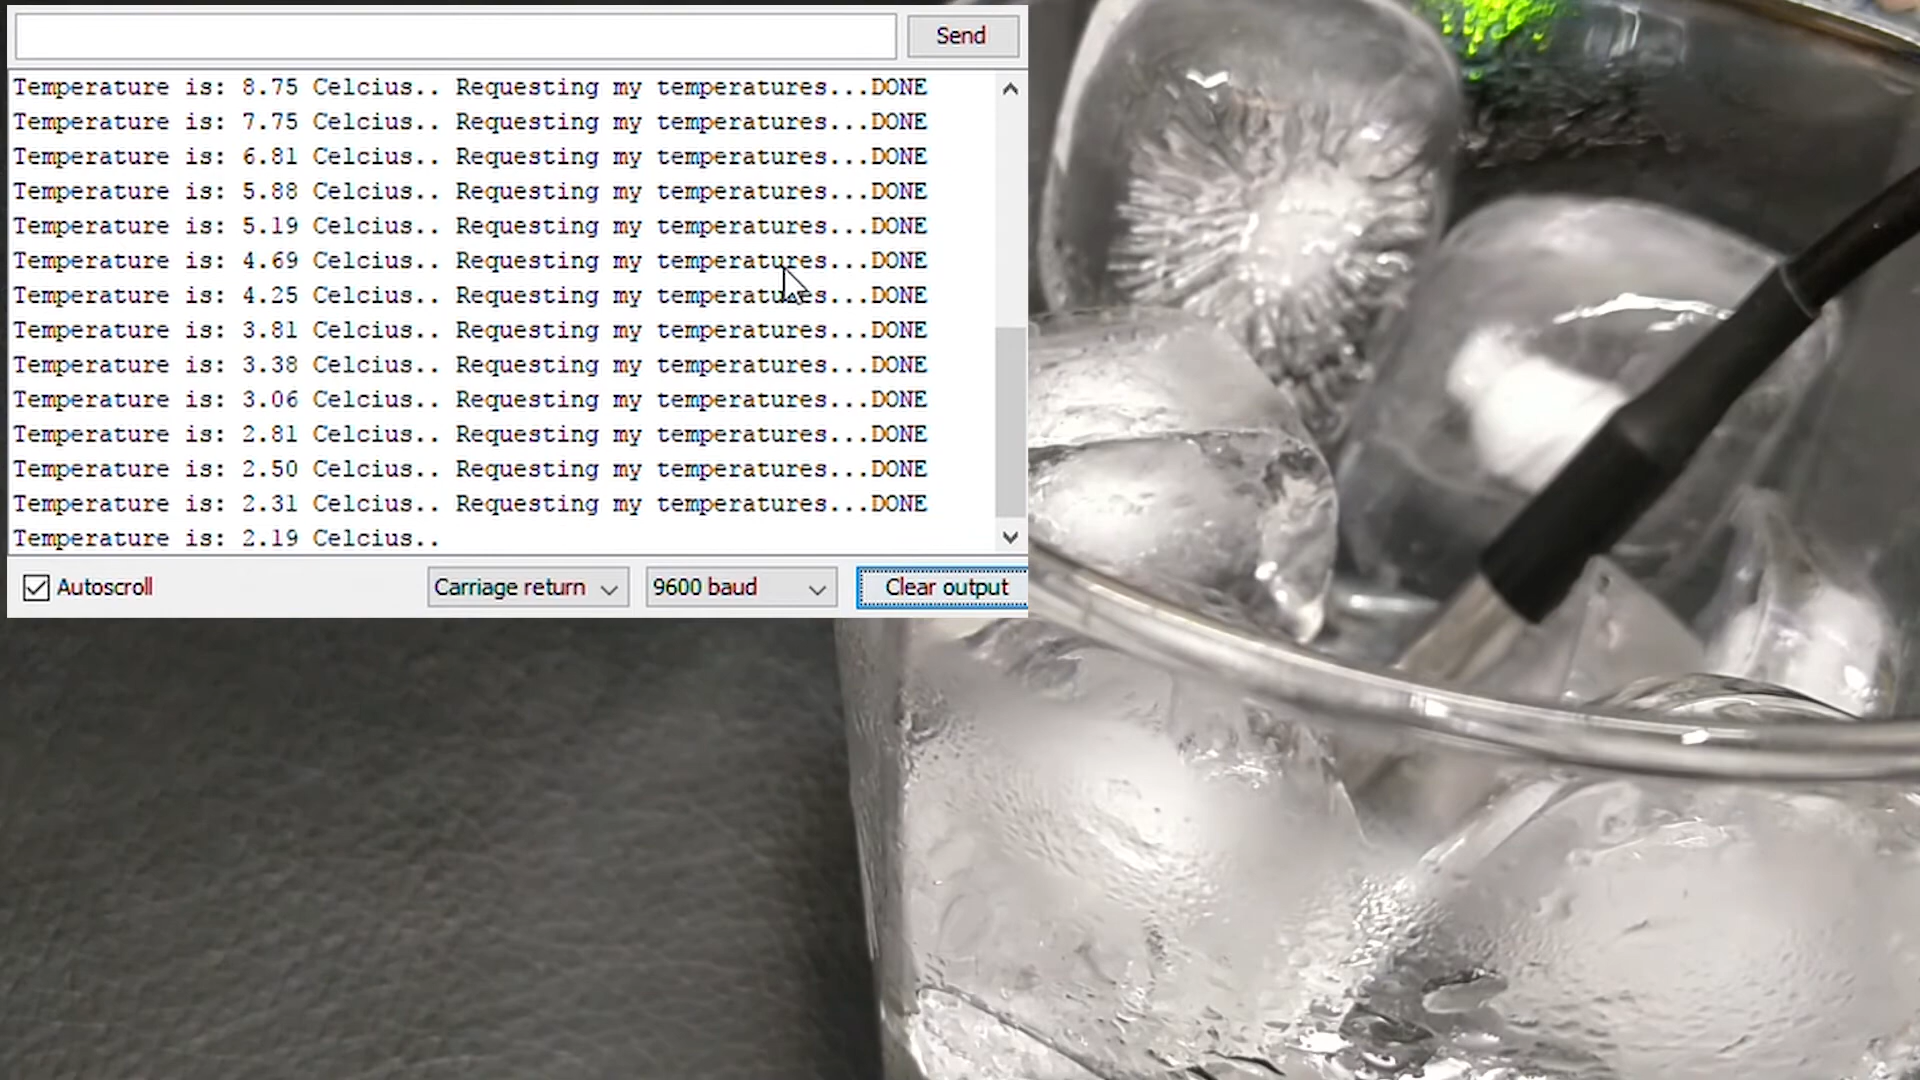 Send
Temperature is: 8.75 Celcius.. Requesting my temperatures...DONE
Temperature is: 7.75 Celcius.. Requesting my temperatures...DONE
Temperature is: 6.81 Celcius.. Requesting my temperatures...DONE
Temperature is: 5.88 Celcius.. Requesting my temperatures...DONE
Temperature is: 5.19 Celcius.. Requesting my temperatures...DONE
Temperature is: 4.69 Celcius.. Requesting my temperatures...DONE
Temperature is: 4.25 Celcius.. Requesting my temperatures...DONE
Temperature is: 3.81 Celcius.. Requesting my temperatures...DONE
Temperature is: 3.38 Celcius.. Requesting my temperatures...DONE
Temperature is: 3.06 Celcius.. Requesting my temperatures...DONE
Temperature is: 2.81 Celcius.. Requesting my temperatures...DONE
Temperature is: 2.50 Celcius.. Requesting my temperatures...DONE
Temperature is: 2.31 Celcius.. Requesting my temperatures...DONE
Temperature is: 2.19 Celcius..
Autoscroll Carriage return 9600 baud Clear output